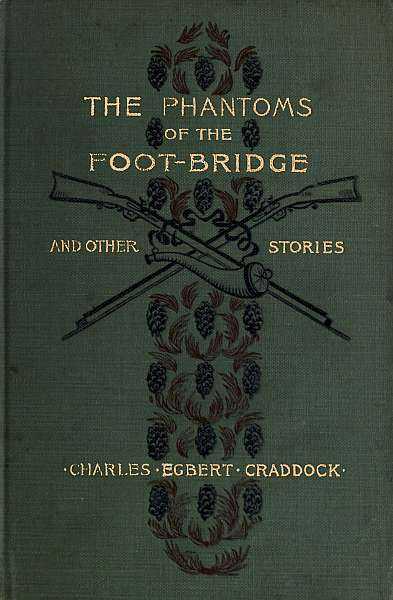 THE PHANTOMS
OF THE
FOOT-BRIDGE
AND OTHER STORIES
·CHARLES·EGBERT·CRADDOCK·